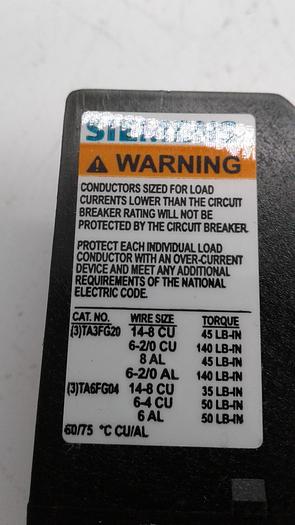 SIEMENS
⚠ WARNING
CONDUCTORS SIZED FOR LOAD
CURRENTS LOWER THAN THE CIRCUIT
BREAKER RATING WILL NOT BE
PROTECTED BY THE CIRCUIT BREAKER.
PROTECT EACH INDIVIDUAL LOAD
CONDUCTOR WITH AN OVER-CURRENT
DEVICE AND MEET ANY ADDITIONAL
REQUIREMENTS OF THE NATIONAL
ELECTRIC CODE.
CAT. NO. WIRE SIZE TORQUE
(3)TA3FG20 14-8 CU 45 LB-IN
6-2/0 CU 140 LB-IN
8 AL 45 LB-IN
6-2/0 AL 140 LB-IN
(3)TA6FG04 14-8 CU 35 LB-IN
6-4 CU 50 LB-IN
6 AL 50 LB-IN
60/75 °C CU/AL